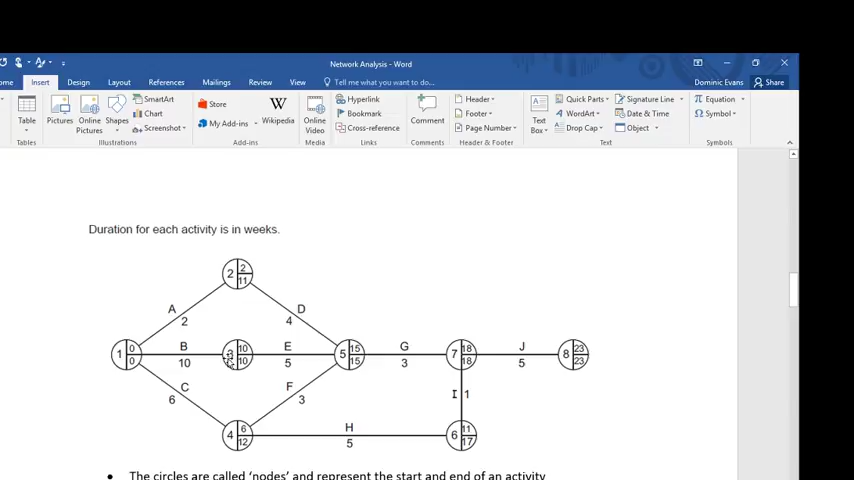 Network Analysis - Word
Dominic Evans
Share
Insert
Design
Layout
References
Mailings
Review
View
Tell me what you want to do...
Table
Tables
Pictures
Online Pictures
Shapes
SmartArt
Chart
Screenshot
Illustrations
Store
My Add-ins
Wikipedia
Add-ins
Online Video
Media
Hyperlink
Bookmark
Cross-reference
Links
Comment
Comments
Header
Footer
Page Number
Header & Footer
Text Box
Quick Parts
WordArt
Drop Cap
Signature Line
Date & Time
Object
Text
Equation
Symbol
Symbols
Duration for each activity is in weeks.
2 2 11
A 2
D 4
1 0 0
B 10
10 10
E 5
5 15 15
G 3
7 18 18
J 5
8 23 23
C 6
F 3
I 1
4 6 12
H 5
6 11 17
• The circles are called 'nodes' and represent the start and end of an activity